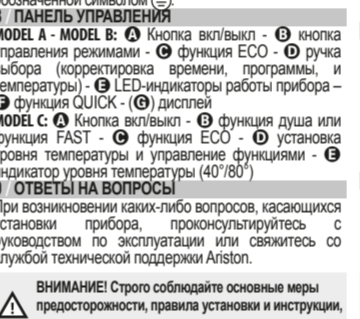 обозначенной символом (⏚).
/ ПАНЕЛЬ УПРАВЛЕНИЯ
MODEL A - MODEL B: Ⓐ Кнопка вкл/выкл - Ⓑ кнопка
управления режимами - Ⓒ функция ECO - Ⓓ ручка
выбора (корректировка времени, программы, и
температуры) - Ⓔ LED-индикаторы работы прибора –
Ⓕ функция QUICK - (Ⓖ) дисплей
MODEL C: Ⓐ Кнопка вкл/выкл - Ⓑ функция душа или
функция FAST - Ⓒ функция ECO - Ⓓ установка
уровня температуры и управление функциями - Ⓔ
индикатор уровня температуры (40°/80°)
/ ОТВЕТЫ НА ВОПРОСЫ
При возникновении каких-либо вопросов, касающихся
установки прибора, проконсультируйтесь с
руководством по эксплуатации или свяжитесь со
службой технической поддержки Ariston.
ВНИМАНИЕ! Строго соблюдайте основные меры
предосторожности, правила установки и инструкции,